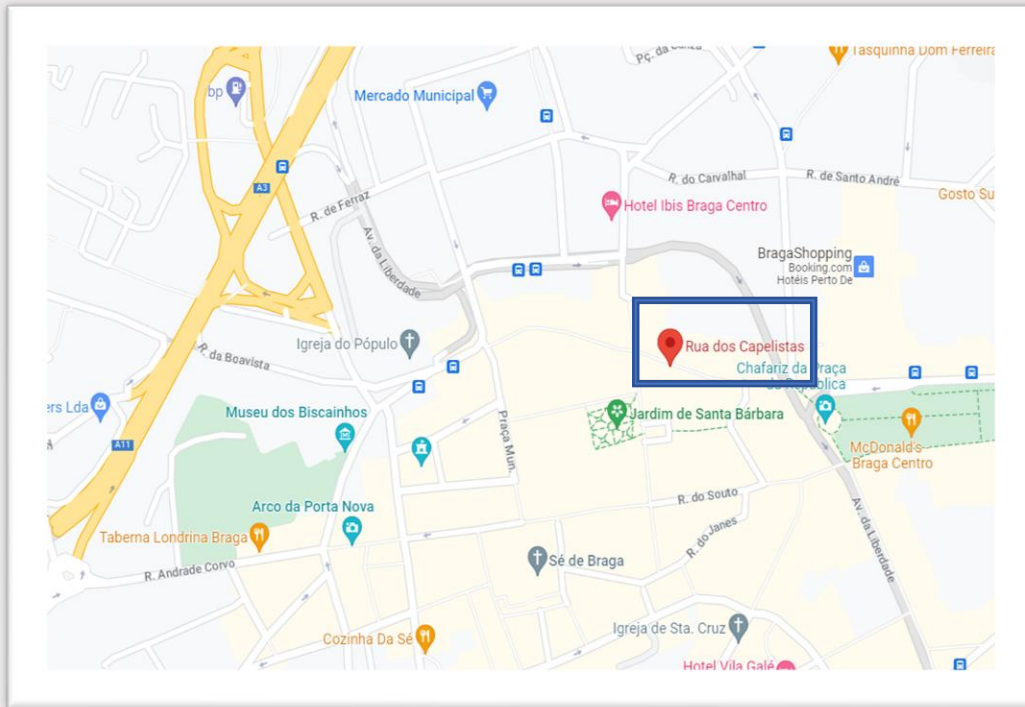 Tasquinha Dom Ferreira
bp
Mercado Municipal
A3
R. do Carvalhal
R. de Santo André
Gosto Su
R. de Ferraz
Hotel Ibis Braga Centro
Av. da Liberdade
BragaShopping
Booking.com
Hotéis Perto De
Igreja do Pópulo
R. da Boavista
Rua dos Capelistas
Chafariz da Praça
da República
ers Lda
Museu dos Biscainhos
Jardim de Santa Bárbara
Praça Mun.
A11
McDonald's
Braga Centro
Arco da Porta Nova
R. do Souto
Taberna Londrina Braga
R. do Janes
Av. da Liberdade
Sé de Braga
R. Andrade Corvo
Cozinha Da Sé
Igreja de Sta. Cruz
Hotel Vila Galé